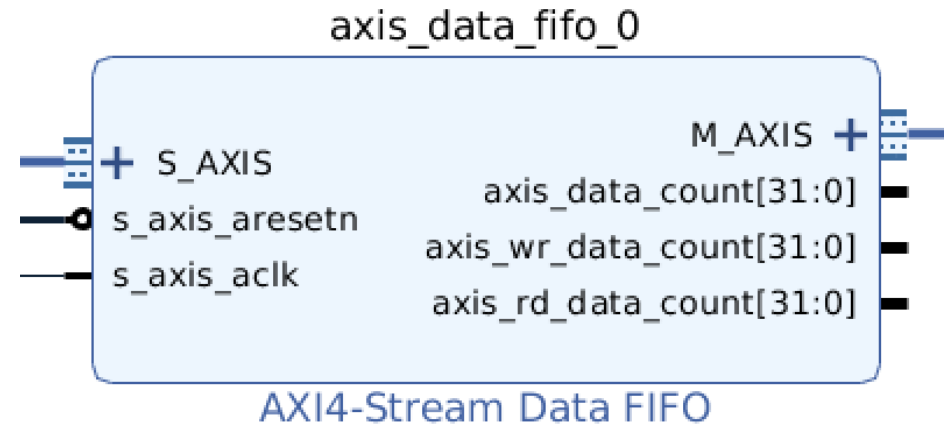 axis_data_fifo_0
S_AXIS
s_axis_aresetn
s_axis_aclk
M_AXIS
axis_data_count[31:0]
axis_wr_data_count[31:0]
axis_rd_data_count[31:0]
AXI4-Stream Data FIFO